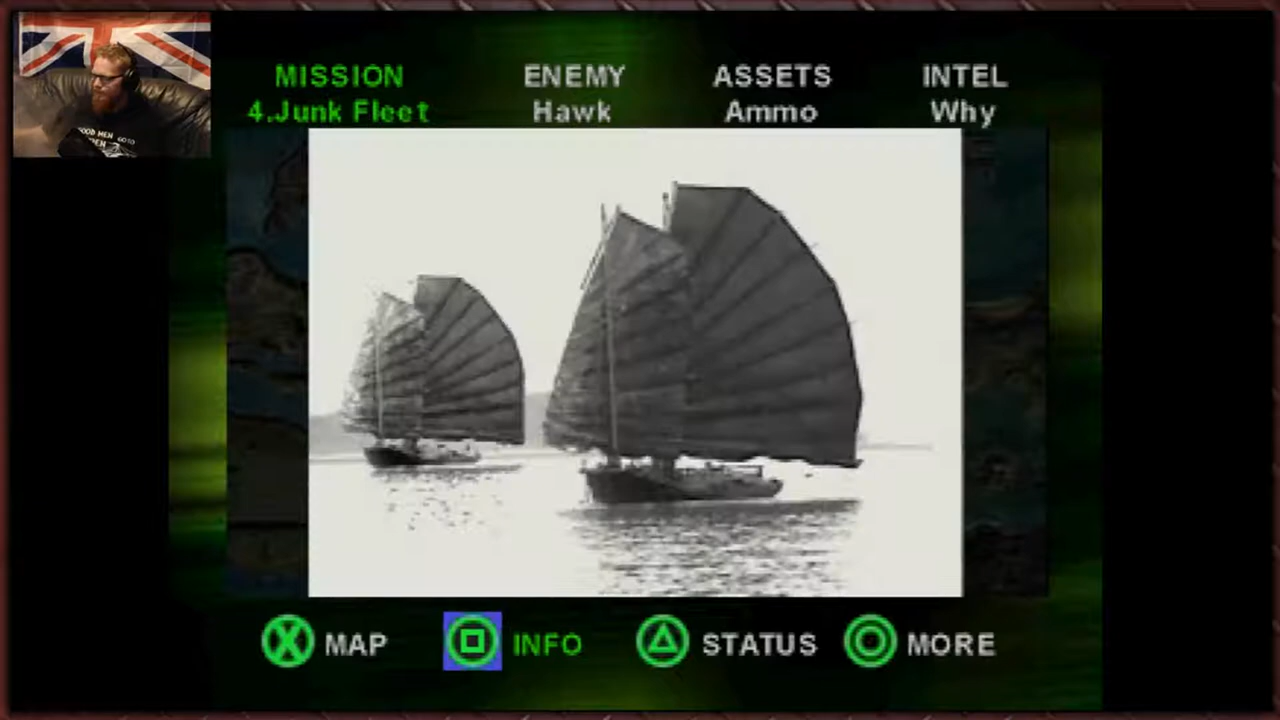 MISSION ENEMY ASSETS INTEL
4.Junk Fleet Hawk Ammo Why
MAP INFO STATUS MORE